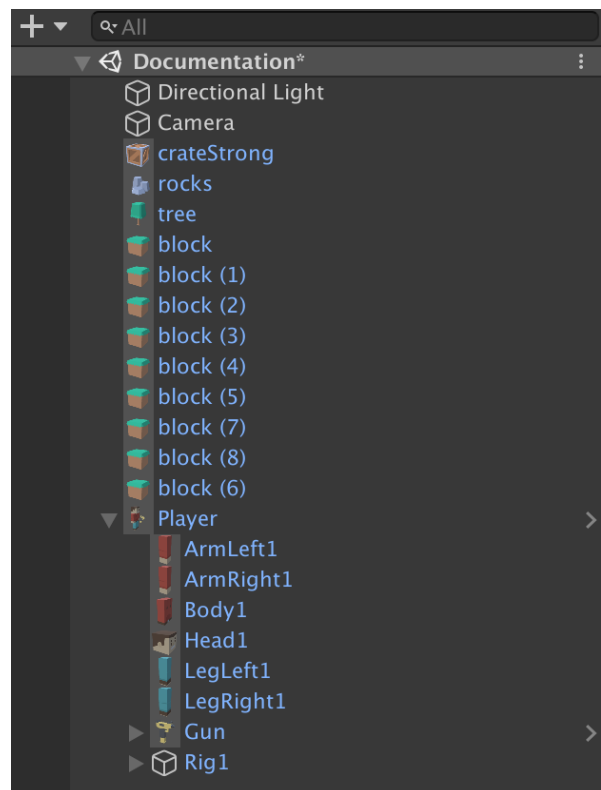 All
Documentation*
Directional Light
Camera
crateStrong
rocks
tree
block
block (1)
block (2)
block (3)
block (4)
block (5)
block (7)
block (8)
block (6)
Player
ArmLeft1
ArmRight1
Body1
Head1
LegLeft1
LegRight1
Gun
Rig1